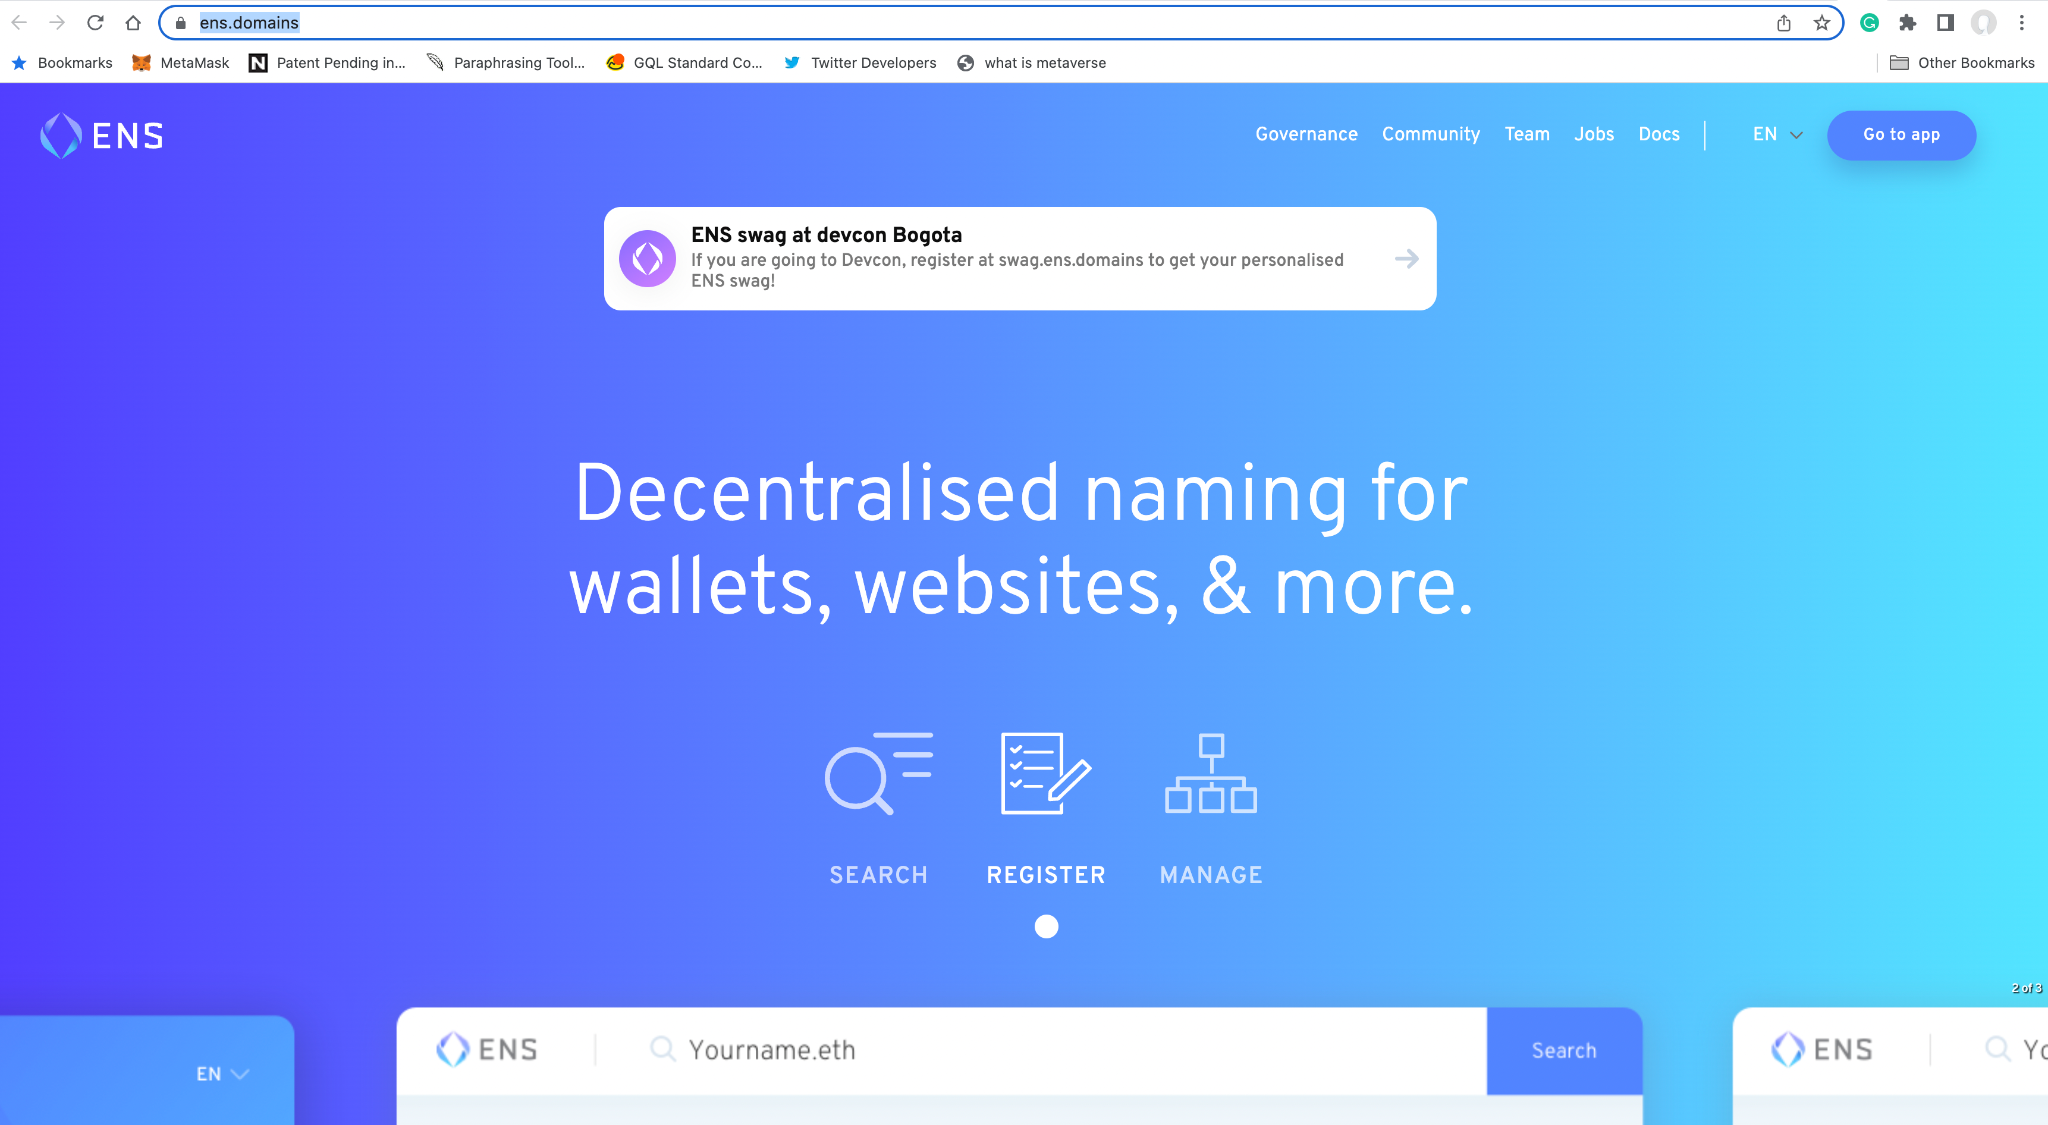 ens.domains
Bookmarks MetaMask Patent Pending in... Paraphrasing Tool... GQL Standard Co... Twitter Developers what is metaverse Other Bookmarks
ENS Governance Community Team Jobs Docs EN Go to app
ENS swag at devcon Bogota
If you are going to Devcon, register at swag.ens.domains to get your personalised
ENS swag!
Decentralised naming for
wallets, websites, & more.
SEARCH REGISTER MANAGE
2 of 3
EN ENS Yourname.eth Search ENS Yo